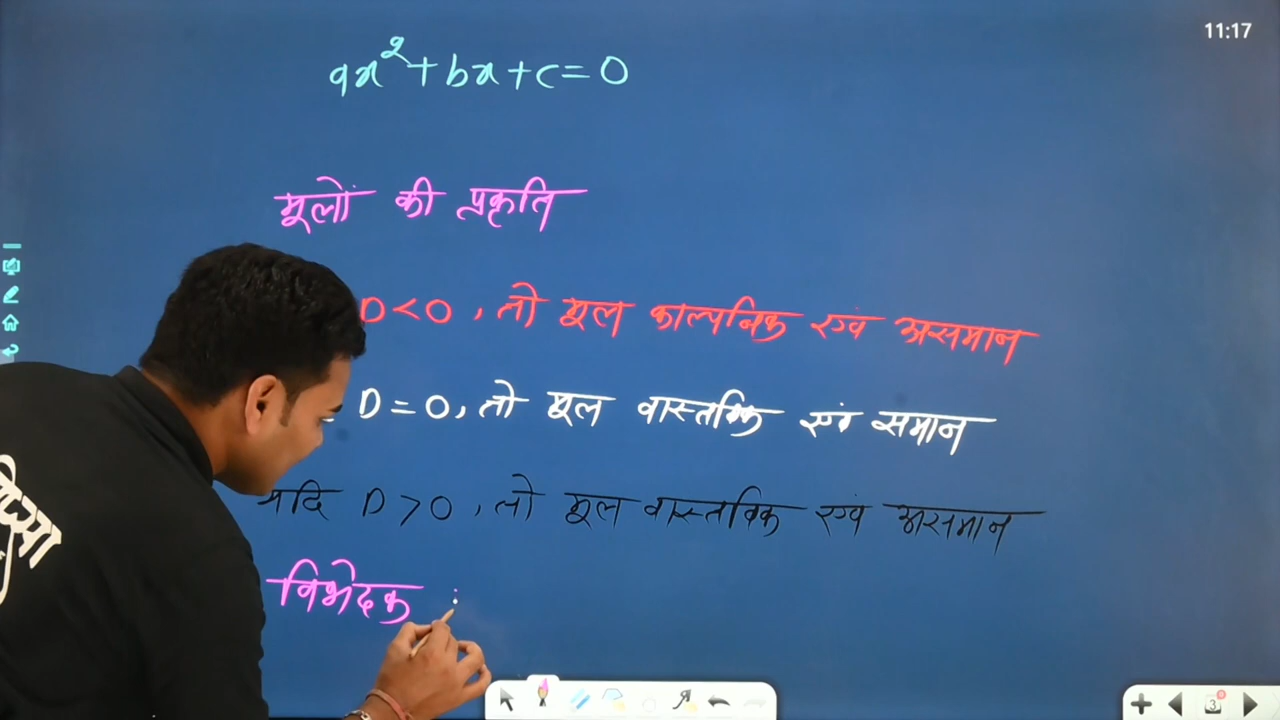 11:17
ax²+bx+c=0
मूलों की प्रकृति
D<0, तो मूल काल्पनिक एवं असमान
D=0, तो मूल वास्तविक एवं समान
यदि D>0, तो मूल वास्तविक एवं असमान
विभेदक :
3